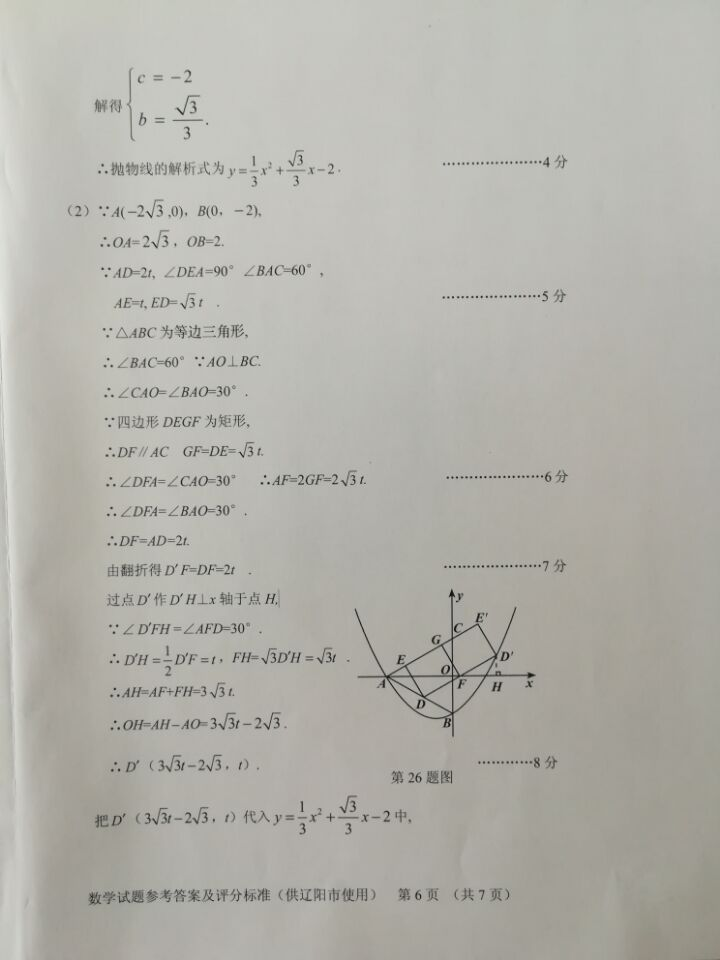 解得 { c = −2
b = √3/3.
∴抛物线的解析式为 y = 1/3 x² + √3/3 x − 2 . …………………4 分
（2）∵A(−2√3 ,0)，B(0，−2),
∴OA= 2√3 ，OB=2.
∵AD=2t, ∠DEA=90° ∠BAC=60° ,
AE=t, ED= √3 t . …………………5 分
∵△ABC 为等边三角形,
∴∠BAC=60° ∵AO⊥BC.
∴∠CAO=∠BAO=30° .
∵四边形 DEGF 为矩形,
∴DF∥AC GF=DE= √3 t.
∴∠DFA=∠CAO=30° ∴AF=2GF=2√3 t. …………………6 分
∴∠DFA=∠BAO=30° .
∴DF=AD=2t.
由翻折得 D′F=DF=2t . …………………7 分
过点 D′ 作 D′H⊥x 轴于点 H,
∵∠D′FH =∠AFD=30° .
∴ D′H = 1/2 D′F = t ，FH= √3D′H = √3t .
∴AH=AF+FH=3√3 t.
∴OH=AH−AO= 3√3t − 2√3 .
∴D′（3√3t−2√3，t）. …………8 分
y
E′
C
G
D′
E
O
A
F
H
x
D
B
第 26 题图
把 D′（3√3t−2√3，t）代入 y = 1/3 x² + √3/3 x − 2 中,
数学试题参考答案及评分标准（供辽阳市使用） 第 6 页 （共 7 页）